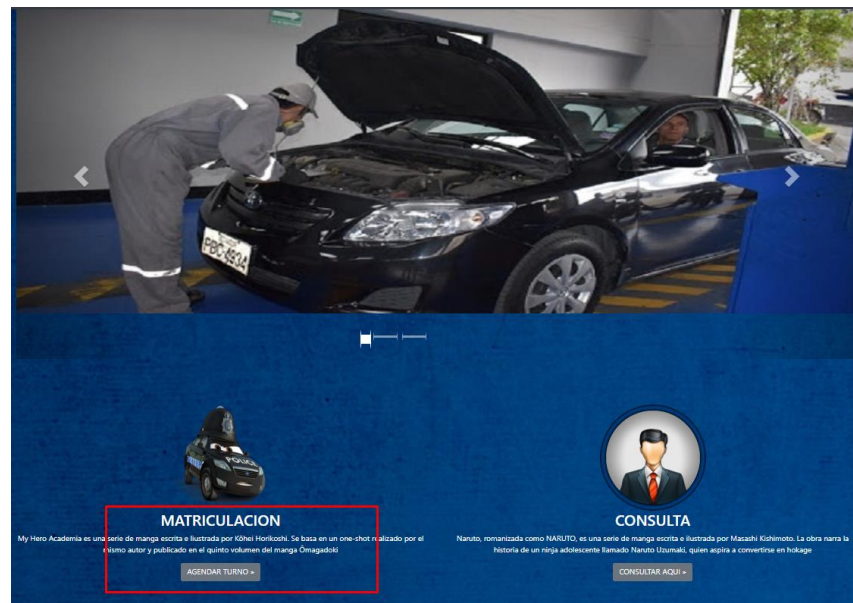 PBC-4934
POLICE
MATRICULACION
My Hero Academia es una serie de manga escrita e ilustrada por Kōhei Horikoshi. Se basa en un one-shot realizado por el
mismo autor y publicado en el quinto volumen del manga Ōmagadoki
AGENDAR TURNO »
CONSULTA
Naruto, romanizada como NARUTO, es una serie de manga escrita e ilustrada por Masashi Kishimoto. La obra narra la
historia de un ninja adolescente llamado Naruto Uzumaki, quien aspira a convertirse en hokage
CONSULTAR AQUI »